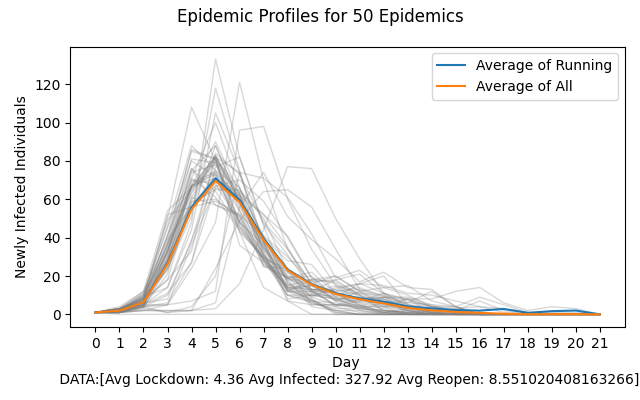 Epidemic Profiles for 50 Epidemics
Average of Running
Average of All
Newly Infected Individuals
120
100
80
60
40
20
0
0 1 2 3 4 5 6 7 8 9 10 11 12 13 14 15 16 17 18 19 20 21
Day
DATA:[Avg Lockdown: 4.36 Avg Infected: 327.92 Avg Reopen: 8.551020408163266]